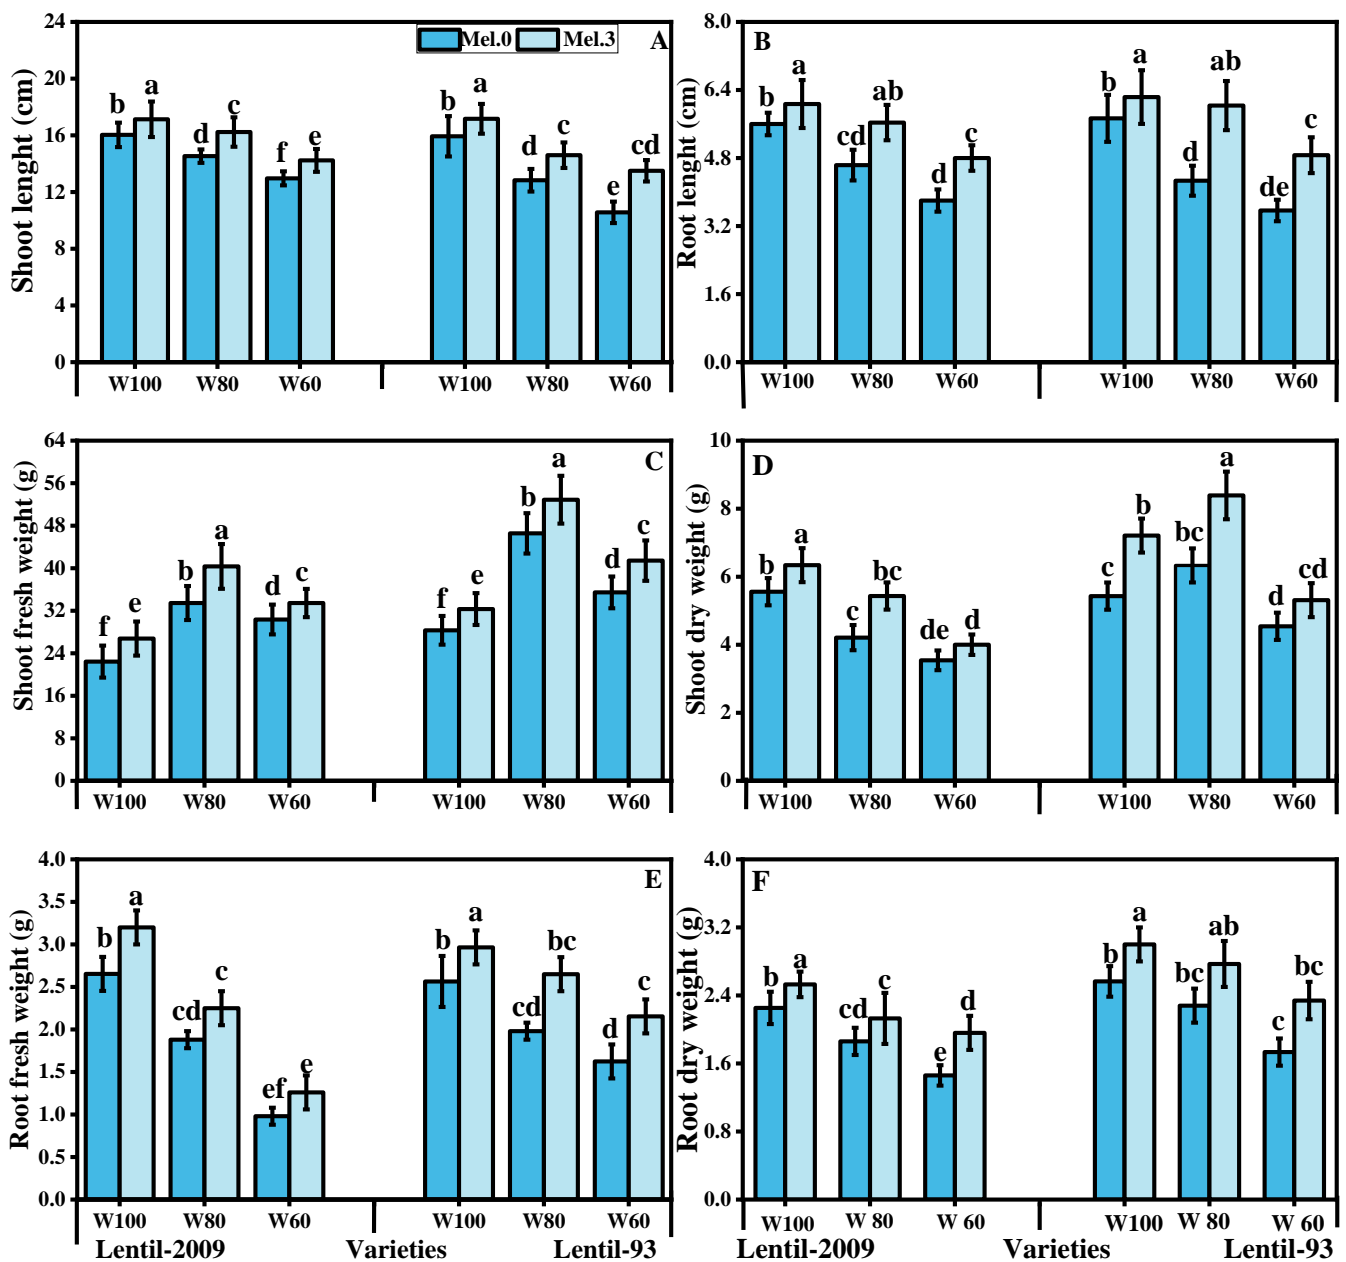 Mel.0 Mel.3
A
Shoot lenght (cm)
24
20
16
12
8
4
0
b a d c f e b a d c e cd
W100 W80 W60 W100 W80 W60
B
Root lenght (cm)
8.0
6.4
4.8
3.2
1.6
0.0
b a cd ab d c b a d ab de c
W100 W80 W60 W100 W80 W60
C
Shoot fresh weight (g)
64
56
48
40
32
24
16
8
0
f e b a d c f e b a d c
W100 W80 W60 W100 W80 W60
D
Shoot dry weight (g)
10
8
6
4
2
0
b a c bc de d c b bc a d cd
W100 W80 W60 W100 W80 W60
E
Root fresh weight (g)
4.0
3.5
3.0
2.5
2.0
1.5
1.0
0.5
0.0
b a cd c ef e b a cd bc d c
W100 W80 W60 W100 W80 W60
Lentil-2009 Varieties Lentil-93
F
Root dry weight (g)
4.0
3.2
2.4
1.6
0.8
0.0
b a cd c e d b a bc ab c bc
W100 W 80 W 60 W100 W 80 W 60
Lentil-2009 Varieties Lentil-93